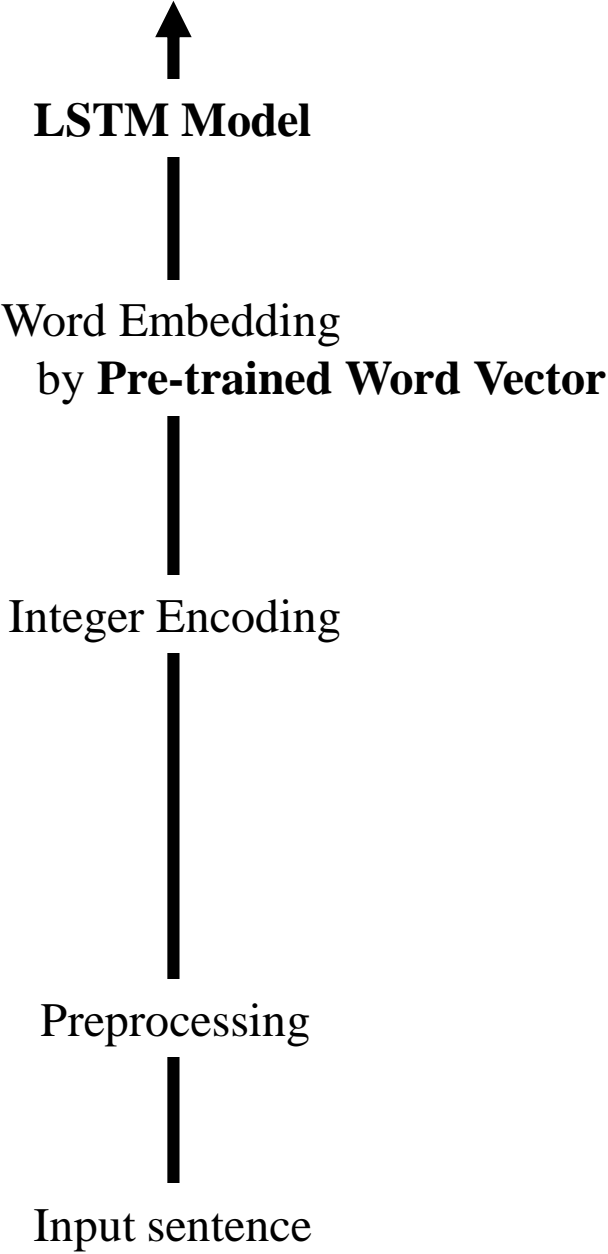 LSTM Model
Word Embedding
by Pre-trained Word Vector
Integer Encoding
Preprocessing
Input sentence